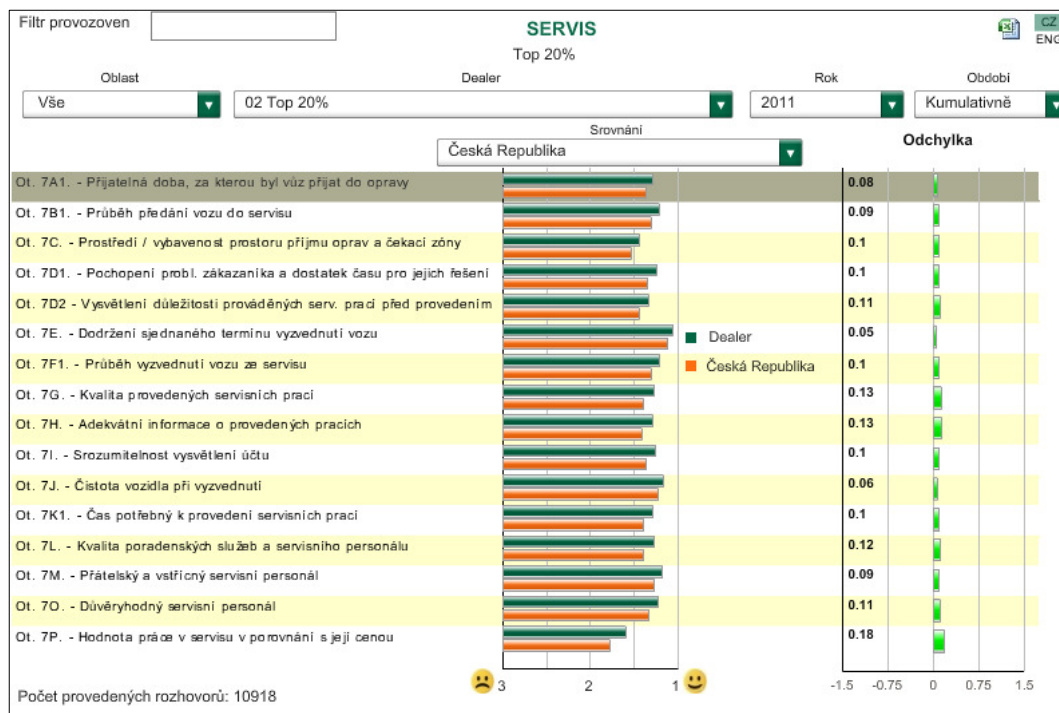 Filtr provozoven
SERVIS
CZ
ENG
Top 20%
Oblast Dealer Rok Období
Vše 02 Top 20% 2011 Kumulativně
Srovnání
Česká Republika
Odchylka
Ot. 7A1. - Přijatelná doba, za kterou byl vůz přijat do opravy 0.08
Ot. 7B1. - Průběh předání vozu do servisu 0.09
Ot. 7C. - Prostředí / vybavenost prostoru příjmu oprav a čekací zóny 0.1
Ot. 7D1. - Pochopení probl. zákazaníka a dostatek času pro jejich řešení 0.1
Ot. 7D2 - Vysvětlení důležitosti prováděných serv. prací před provedením 0.11
Ot. 7E. - Dodržení sjednaného termínu vyzvednutí vozu 0.05
Dealer
Ot. 7F1. - Průběh vyzvednutí vozu ze servisu 0.1
Česká Republika
Ot. 7G. - Kvalita provedených servisních prací 0.13
Ot. 7H. - Adekvátní informace o provedených pracích 0.13
Ot. 7I. - Srozumitelnost vysvětlení účtu 0.1
Ot. 7J. - Čistota vozidla při vyzvednutí 0.06
Ot. 7K1. - Čas potřebný k provedení servisních prací 0.1
Ot. 7L. - Kvalita poradenských služeb a servisního personálu 0.12
Ot. 7M. - Přátelský a vstřícný servisní personál 0.09
Ot. 7O. - Důvěryhodný servisní personál 0.11
Ot. 7P. - Hodnota práce v servisu v porovnání s její cenou 0.18
3 2 1 -1.5 -0.75 0 0.75 1.5
Počet provedených rozhovorů: 10918